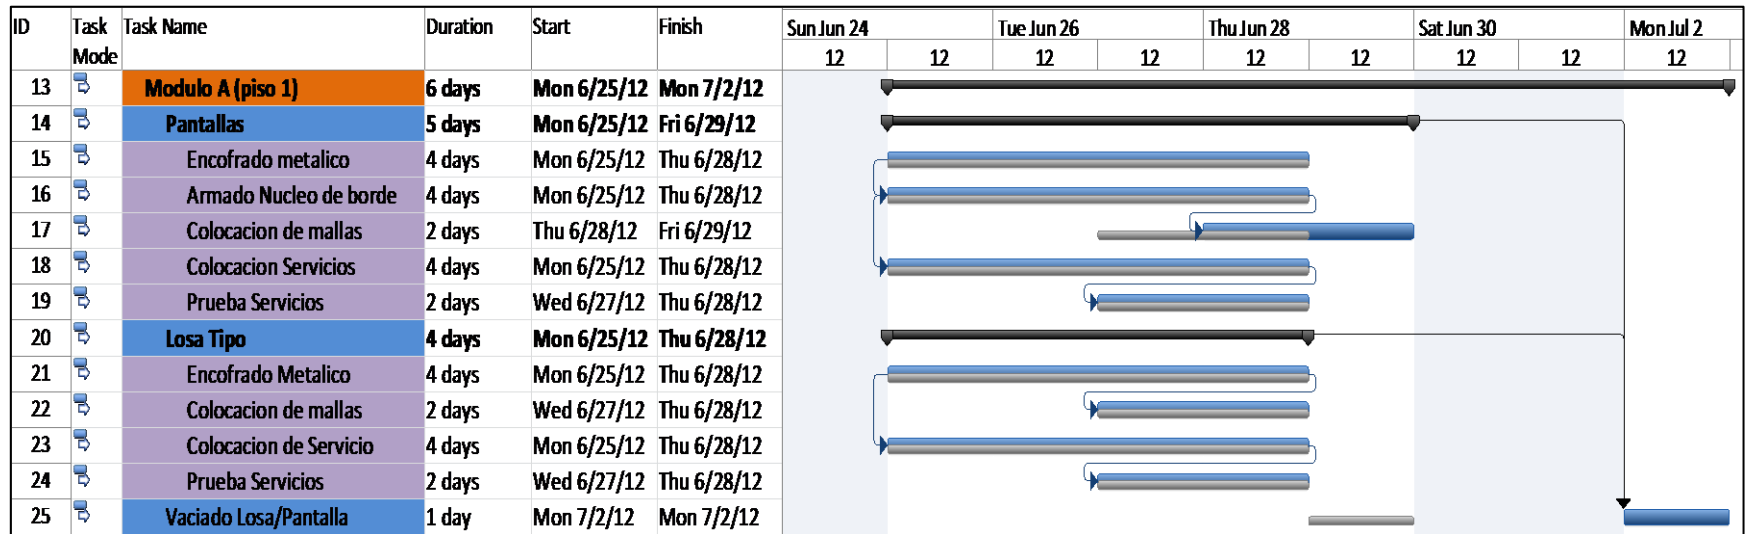 ID Task Mode Task Name Duration Start Finish Sun Jun 24 Tue Jun 26 Thu Jun 28 Sat Jun 30 Mon Jul 2
12 12 12 12 12 12 12 12 12
13 Modulo A (piso 1) 6 days Mon 6/25/12 Mon 7/2/12
14 Pantallas 5 days Mon 6/25/12 Fri 6/29/12
15 Encofrado metalico 4 days Mon 6/25/12 Thu 6/28/12
16 Armado Nucleo de borde 4 days Mon 6/25/12 Thu 6/28/12
17 Colocacion de mallas 2 days Thu 6/28/12 Fri 6/29/12
18 Colocacion Servicios 4 days Mon 6/25/12 Thu 6/28/12
19 Prueba Servicios 2 days Wed 6/27/12 Thu 6/28/12
20 Losa Tipo 4 days Mon 6/25/12 Thu 6/28/12
21 Encofrado Metalico 4 days Mon 6/25/12 Thu 6/28/12
22 Colocacion de mallas 2 days Wed 6/27/12 Thu 6/28/12
23 Colocacion de Servicio 4 days Mon 6/25/12 Thu 6/28/12
24 Prueba Servicios 2 days Wed 6/27/12 Thu 6/28/12
25 Vaciado Losa/Pantalla 1 day Mon 7/2/12 Mon 7/2/12